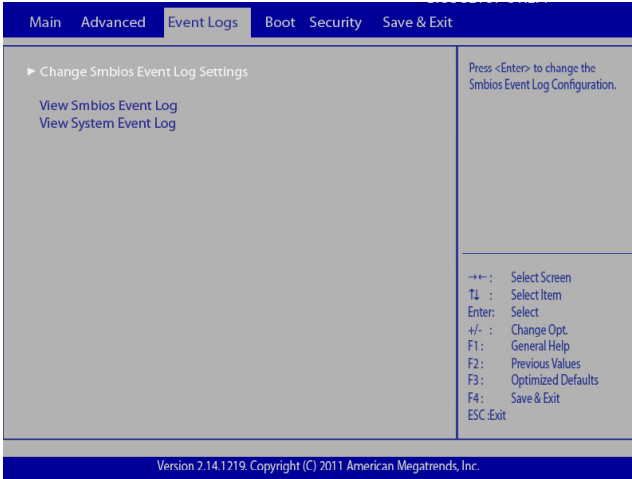 Main Advanced Event Logs Boot Security Save & Exit
► Change Smbios Event Log Settings
View Smbios Event Log
View System Event Log
Press <Enter> to change the
Smbios Event Log Configuration.
→←: Select Screen
↑↓ : Select Item
Enter: Select
+/- : Change Opt.
F1: General Help
F2: Previous Values
F3: Optimized Defaults
F4: Save & Exit
ESC :Exit
Version 2.14.1219. Copyright (C) 2011 American Megatrends, Inc.